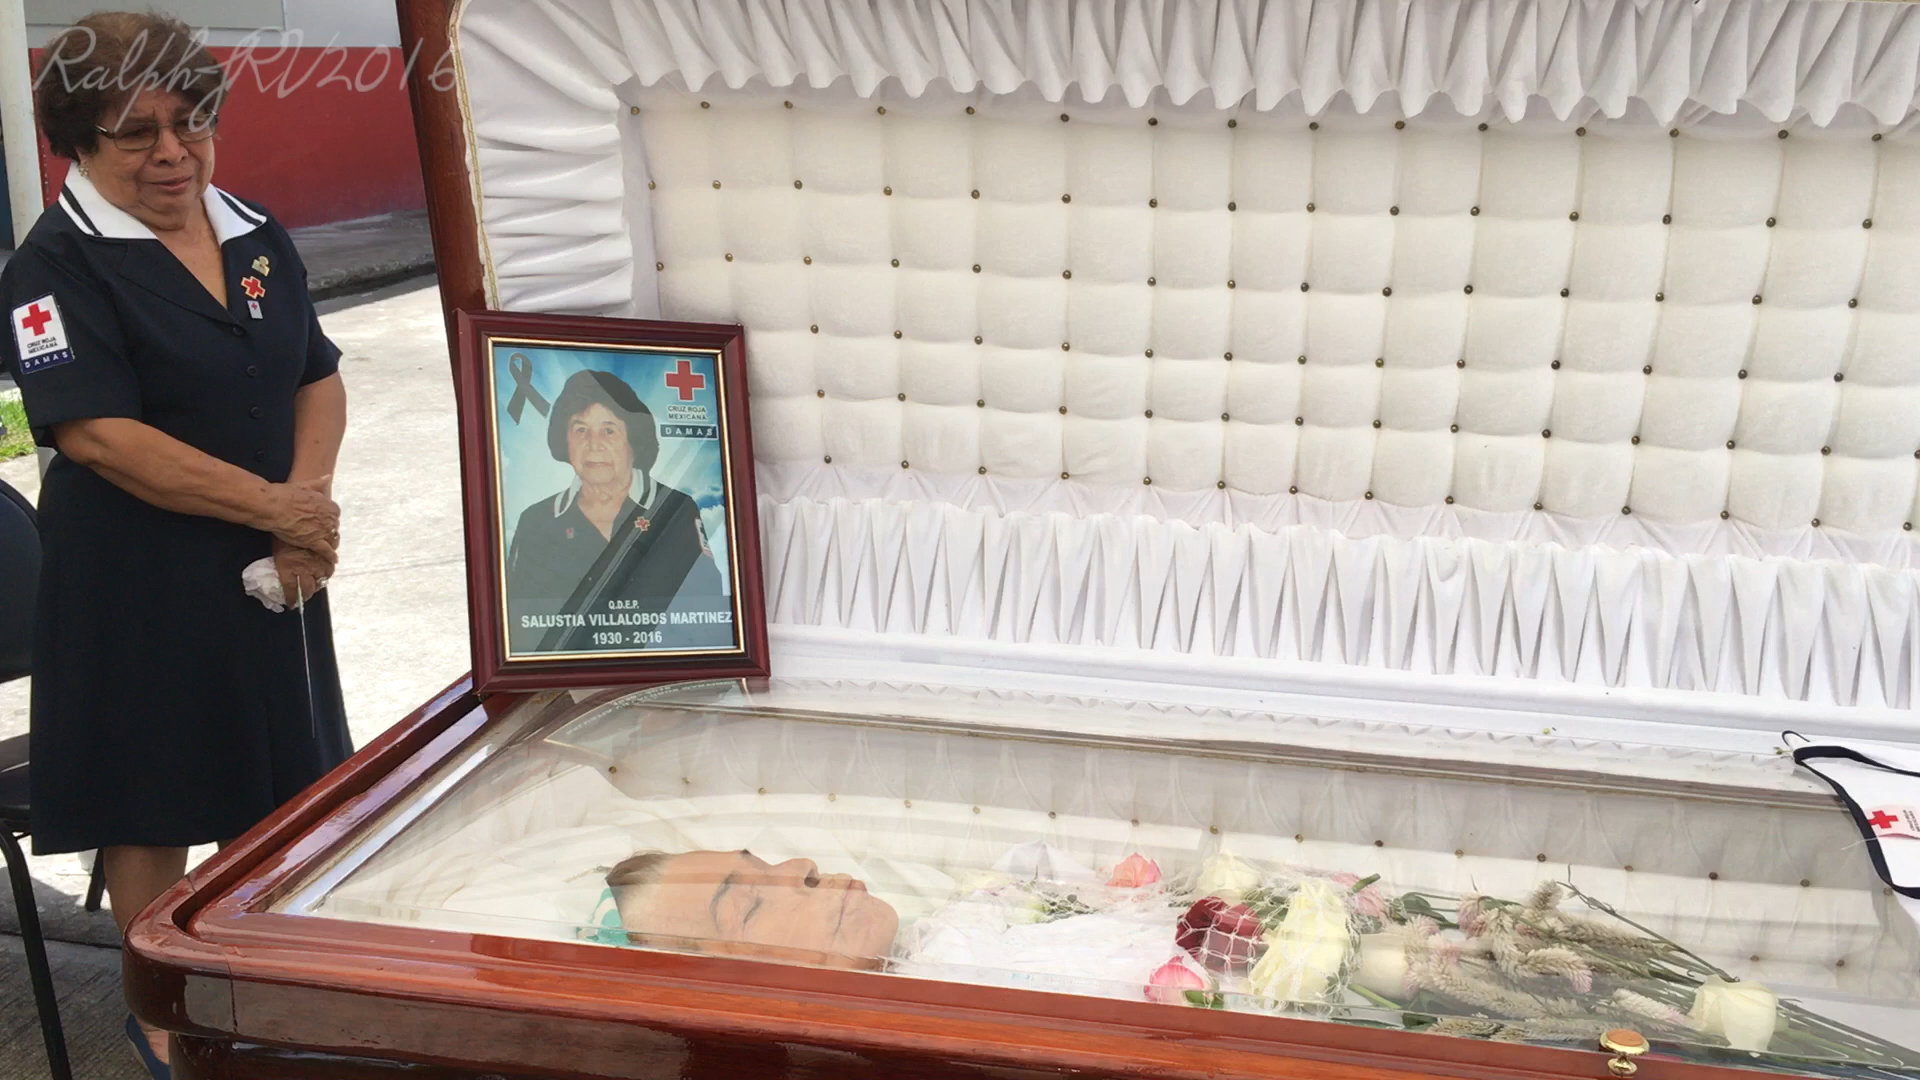 Ralph-JRV2016
CRUZ ROJA
MEXICANA
DAMAS
CRUZ ROJA
MEXICANA
DAMAS
Q.D.E.P.
SALUSTIA VILLALOBOS MARTINEZ
1930 - 2016